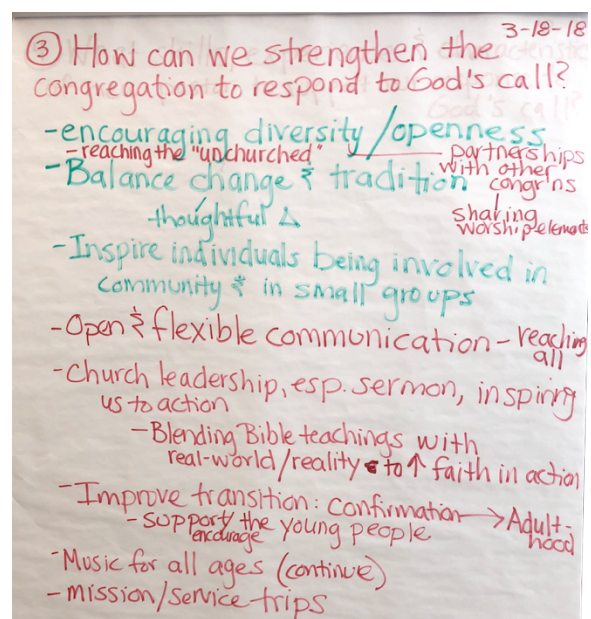 3-18-18
③ How can we strengthen the
congregation to respond to God's call?
-encouraging diversity/openness
-reaching the "unchurched" — partnerships
with other
congr'ns
sharing
worship elements
-Balance change & tradition
thoughtful △
-Inspire individuals being involved in
community & in small groups
-Open & flexible communication - reaching
all
-Church leadership, esp. sermon, inspiring
us to action
-Blending Bible teachings with
real-world/reality to ↑ faith in action
-Improve transition: confirmation → Adult-
hood
-support/encourage the young people
-Music for all ages (continue)
-mission/service trips